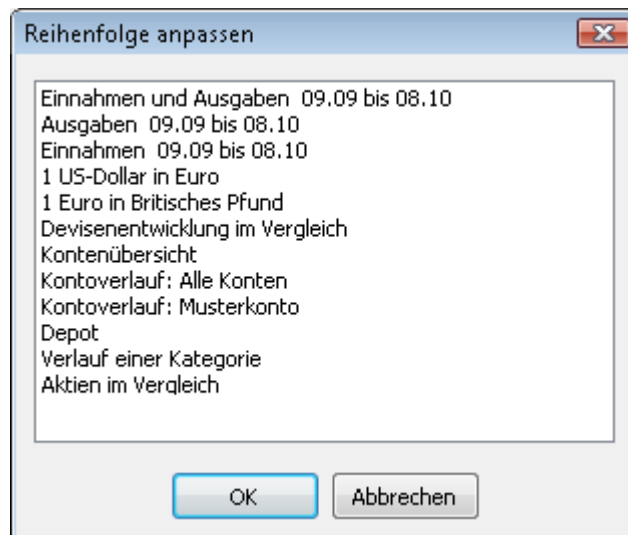 Reihenfolge anpassen
Einnahmen und Ausgaben  09.09 bis 08.10
Ausgaben  09.09 bis 08.10
Einnahmen  09.09 bis 08.10
1 US-Dollar in Euro
1 Euro in Britisches Pfund
Devisenentwicklung im Vergleich
Kontenübersicht
Kontoverlauf: Alle Konten
Kontoverlauf: Musterkonto
Depot
Verlauf einer Kategorie
Aktien im Vergleich
OK
Abbrechen